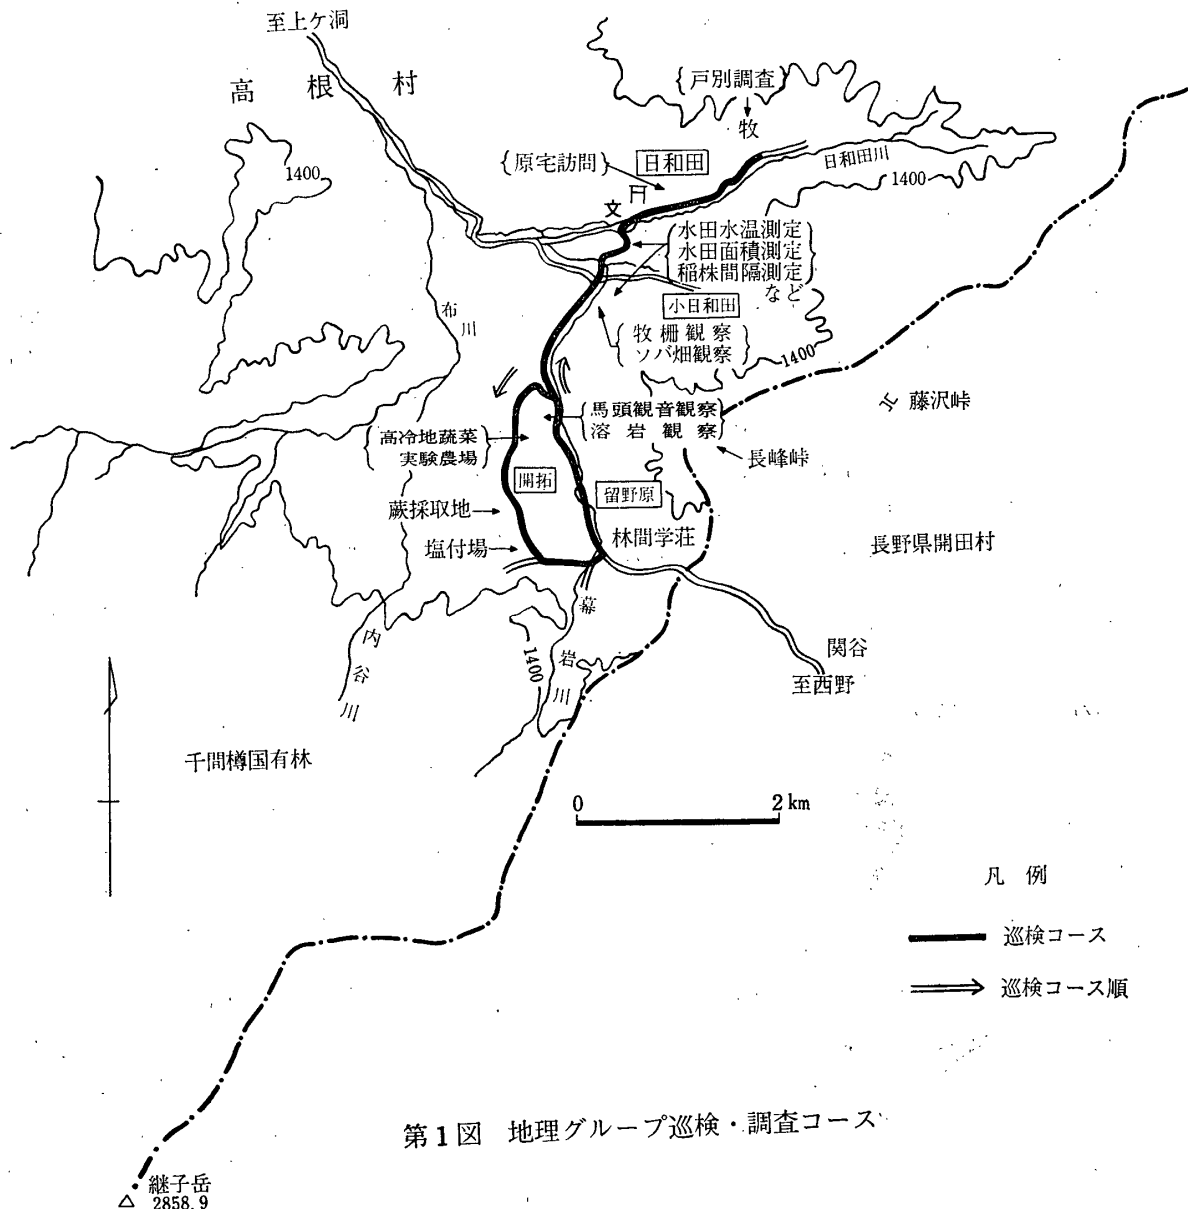 至上ケ洞
高根村
{戸別調査}
牧
1400
{原宅訪問}
日和田
日和田川
1400
文
水田水温測定
水田面積測定
稲株間隔測定
など
小日和田
布川
牧柵観察
ソバ畑観察
1400
藤沢峠
馬頭観音観察
溶岩観察
高冷地蔬菜
実験農場
長峰峠
開拓
留野原
蕨採取地
林間学荘
塩付場
長野県開田村
幕岩川
内谷川
1400
関谷
至西野
千間樽国有林
0 2km
凡例
巡検コース
巡検コース順
第1図 地理グループ巡検・調査コース
継子岳
2858.9